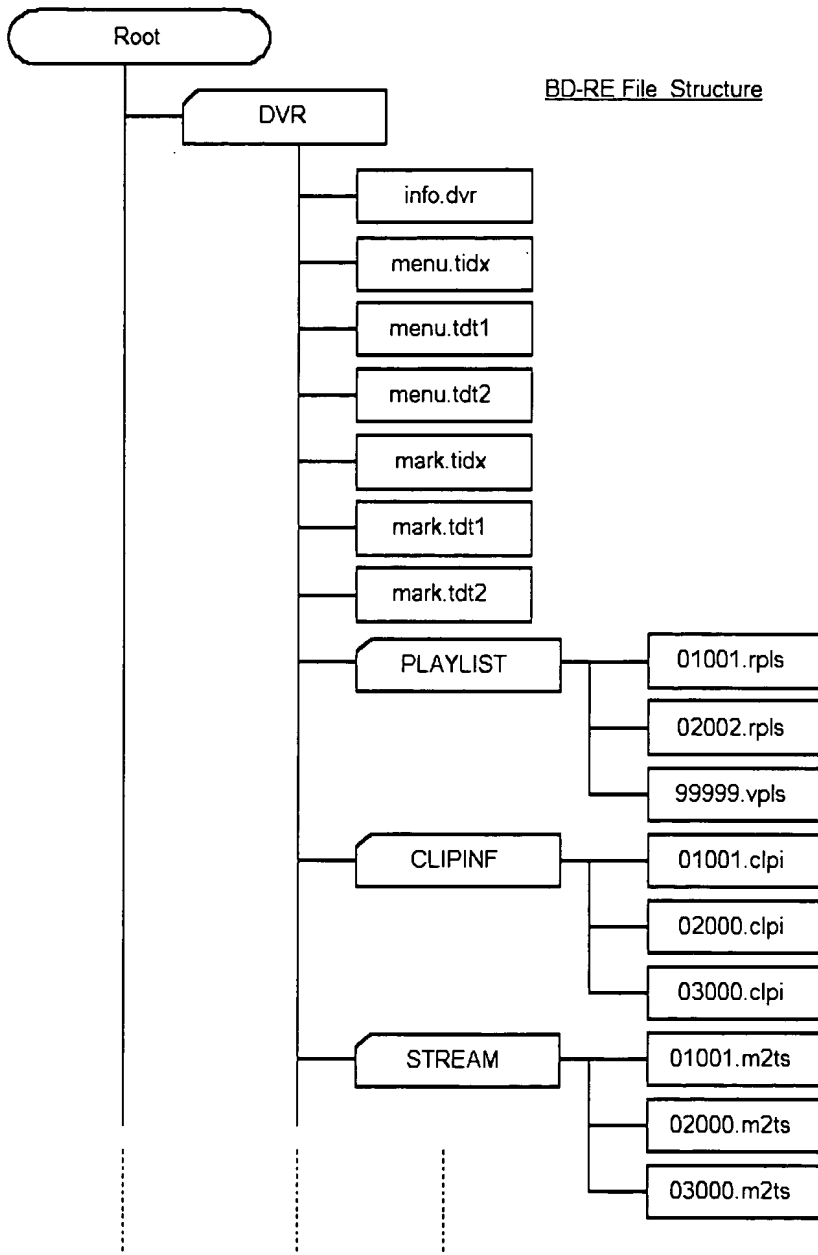 Root
BD-RE File Structure
DVR
info.dvr
menu.tidx
menu.tdt1
menu.tdt2
mark.tidx
mark.tdt1
mark.tdt2
PLAYLIST
01001.rpls
02002.rpls
99999.vpls
CLIPINF
01001.clpi
02000.clpi
03000.clpi
STREAM
01001.m2ts
02000.m2ts
03000.m2ts